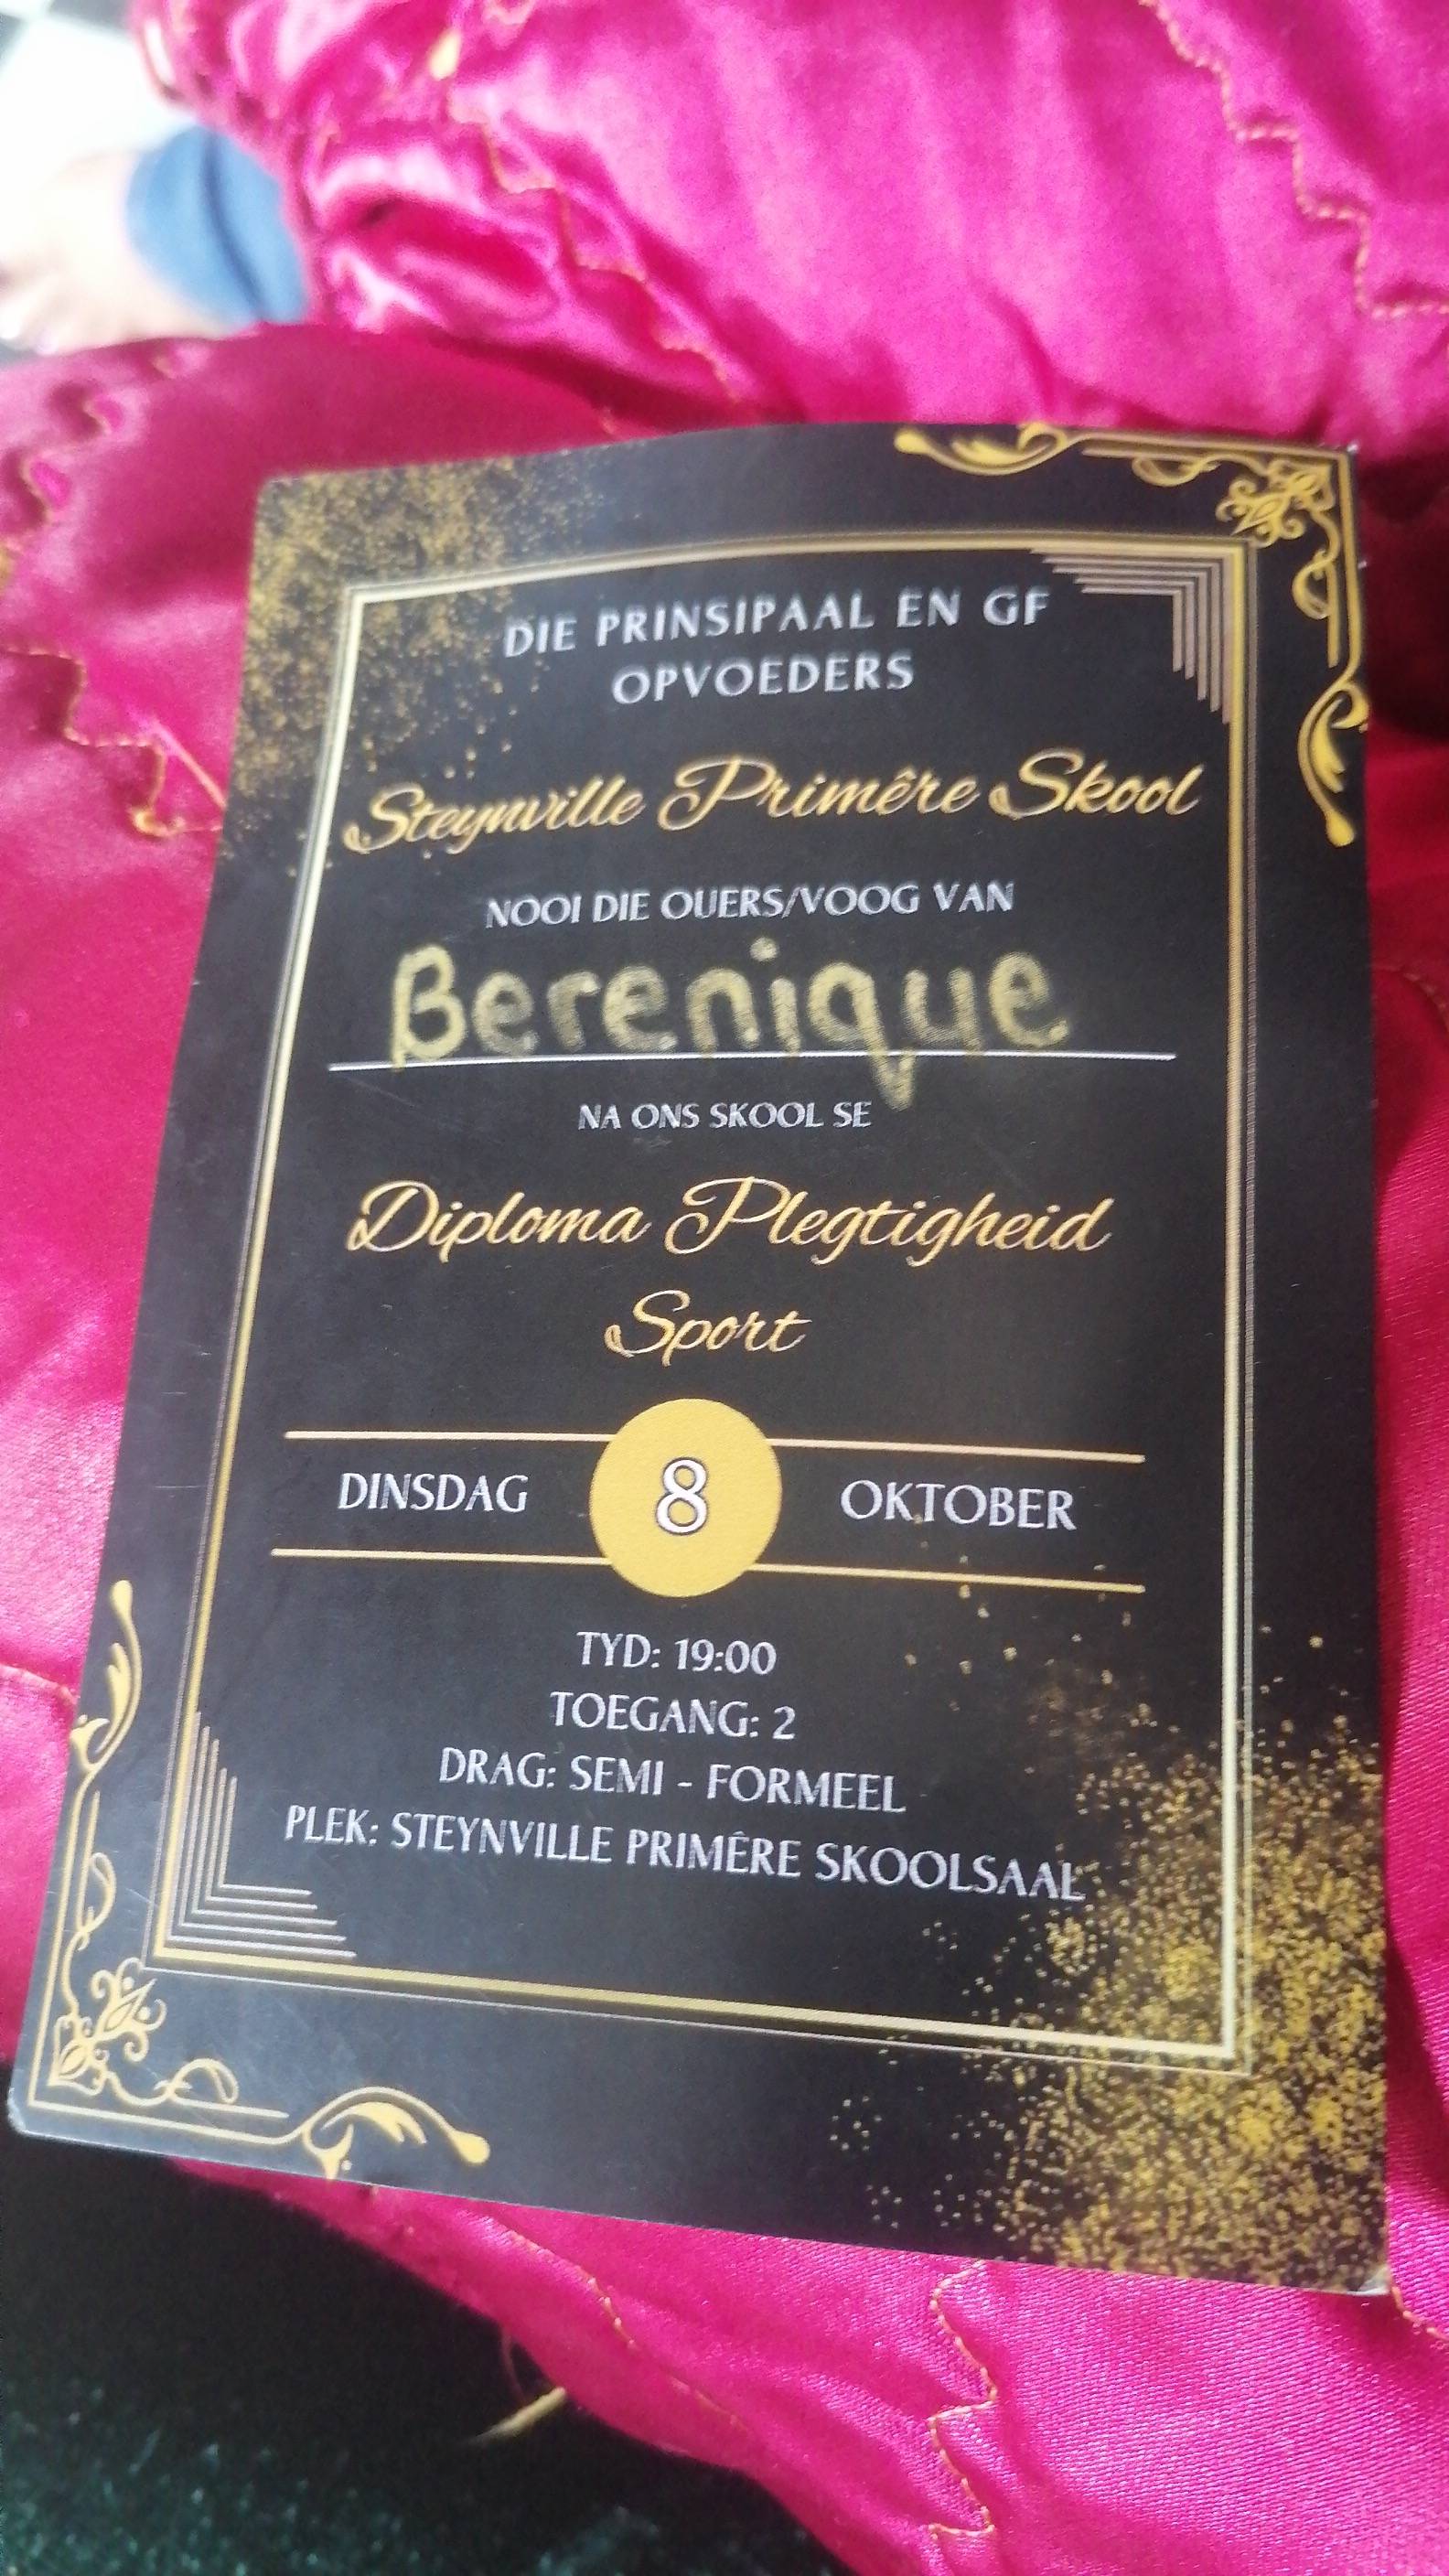 DIE PRINSIPAAL EN GF
OPVOEDERS
Steynville Primêre Skool
NOOI DIE OUERS/VOOG VAN
Berenique
NA ONS SKOOL SE
Diploma Plegtigheid
Sport
DINSDAG 8 OKTOBER
TYD: 19:00
TOEGANG: 2
DRAG: SEMI - FORMEEL
PLEK: STEYNVILLE PRIMÊRE SKOOLSAAL